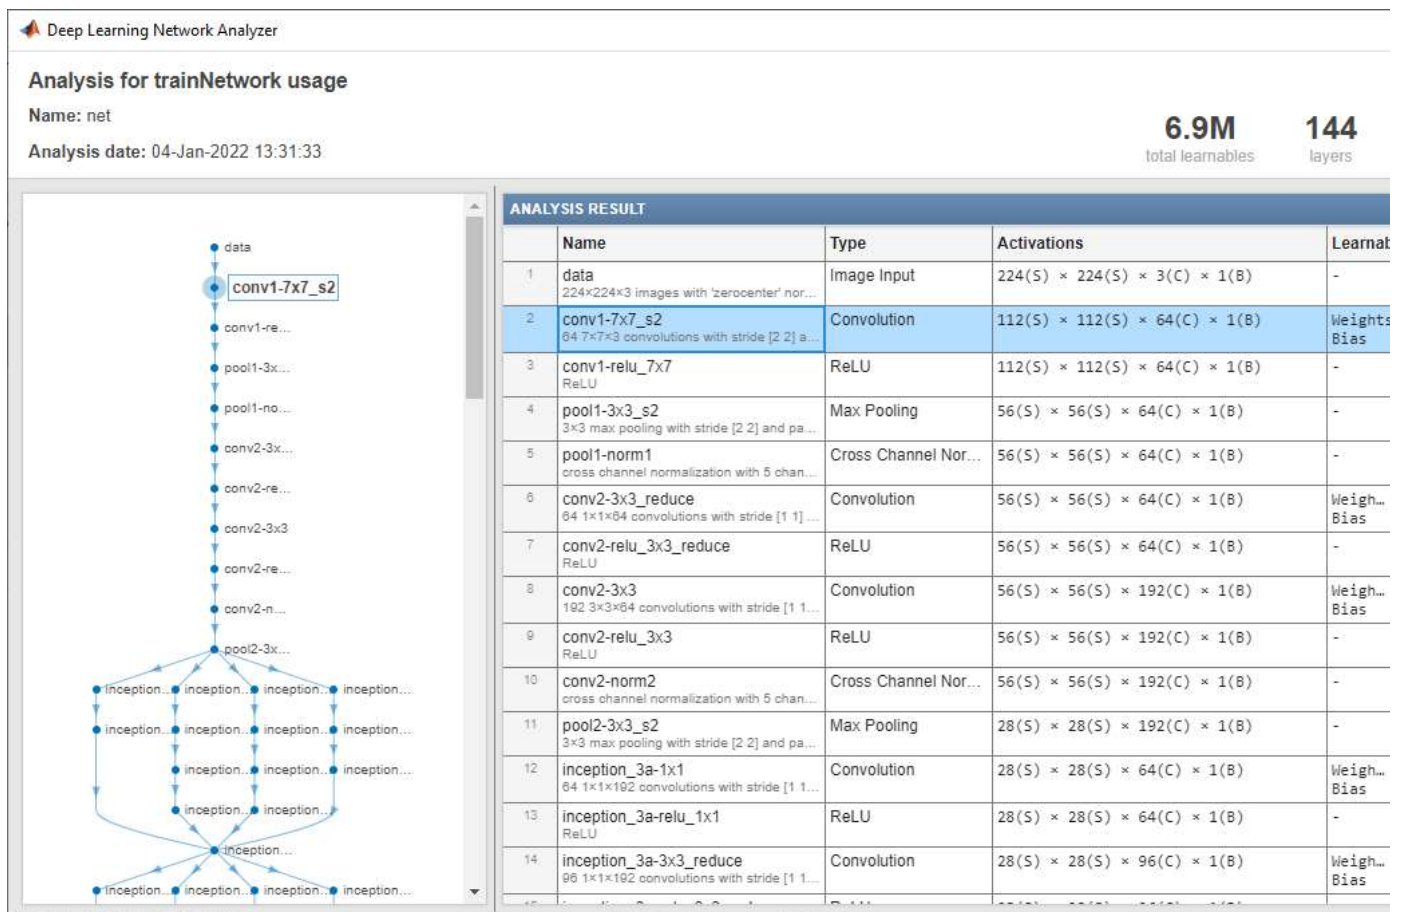 Deep Learning Network Analyzer
Analysis for trainNetwork usage
Name: net
Analysis date: 04-Jan-2022 13:31:33
6.9M
total learnables
144
layers
data
conv1-7x7_s2
conv1-re...
pool1-3x...
pool1-no...
conv2-3x...
conv2-re...
conv2-3x3
conv2-re...
conv2-n...
pool2-3x...
inception... inception... inception... inception...
inception... inception... inception... inception...
inception... inception... inception...
inception... inception...
inception...
inception... inception... inception... inception...
ANALYSIS RESULT
Name Type Activations Learnat
1 data Image Input 224(S) × 224(S) × 3(C) × 1(B) -
224×224×3 images with 'zerocenter' nor...
2 conv1-7x7_s2 Convolution 112(S) × 112(S) × 64(C) × 1(B) Weights
64 7×7×3 convolutions with stride [2 2] a... Bias
3 conv1-relu_7x7 ReLU 112(S) × 112(S) × 64(C) × 1(B) -
ReLU
4 pool1-3x3_s2 Max Pooling 56(S) × 56(S) × 64(C) × 1(B) -
3×3 max pooling with stride [2 2] and pa...
5 pool1-norm1 Cross Channel Nor... 56(S) × 56(S) × 64(C) × 1(B) -
cross channel normalization with 5 chan...
6 conv2-3x3_reduce Convolution 56(S) × 56(S) × 64(C) × 1(B) Weigh...
64 1×1×64 convolutions with stride [1 1] ... Bias
7 conv2-relu_3x3_reduce ReLU 56(S) × 56(S) × 64(C) × 1(B) -
ReLU
8 conv2-3x3 Convolution 56(S) × 56(S) × 192(C) × 1(B) Weigh...
192 3×3×64 convolutions with stride [1 1... Bias
9 conv2-relu_3x3 ReLU 56(S) × 56(S) × 192(C) × 1(B) -
ReLU
10 conv2-norm2 Cross Channel Nor... 56(S) × 56(S) × 192(C) × 1(B) -
cross channel normalization with 5 chan...
11 pool2-3x3_s2 Max Pooling 28(S) × 28(S) × 192(C) × 1(B) -
3×3 max pooling with stride [2 2] and pa...
12 inception_3a-1x1 Convolution 28(S) × 28(S) × 64(C) × 1(B) Weigh...
64 1×1×192 convolutions with stride [1 1... Bias
13 inception_3a-relu_1x1 ReLU 28(S) × 28(S) × 64(C) × 1(B) -
ReLU
14 inception_3a-3x3_reduce Convolution 28(S) × 28(S) × 96(C) × 1(B) Weigh...
96 1×1×192 convolutions with stride [1 1... Bias